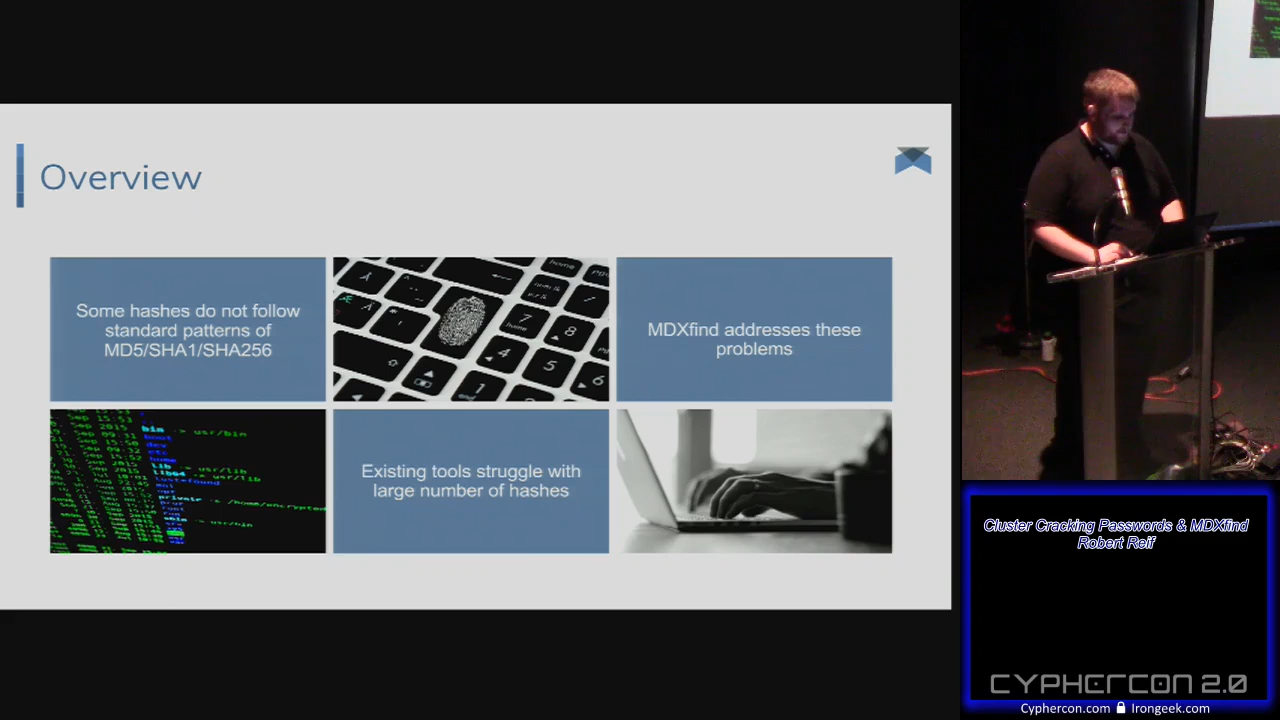 Overview
Some hashes do not follow
standard patterns of
MD5/SHA1/SHA256
MDXfind addresses these
problems
Existing tools struggle with
large number of hashes
Cluster Cracking Passwords & MDXfind
Robert Reif
CYPHERCON 2.0
Cyphercon.com Irongeek.com